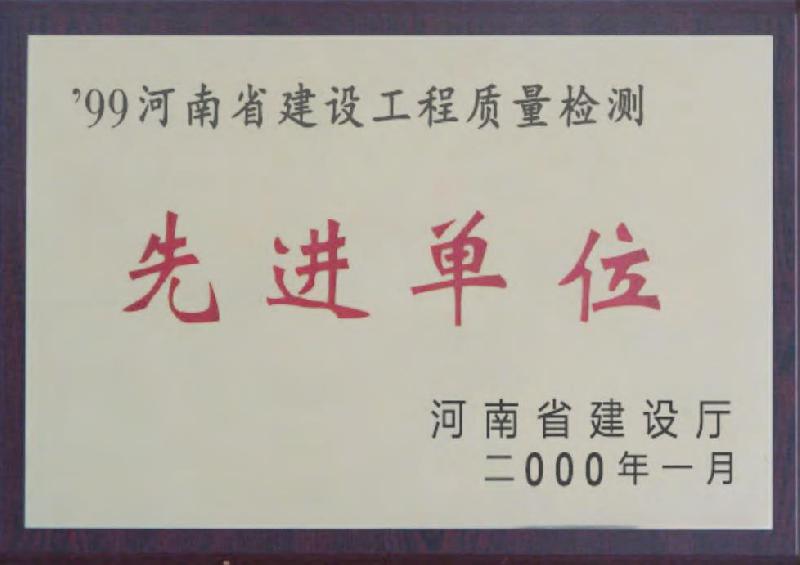 '99河南省建设工程质量检测
先进单位
河南省建设厅
二000年一月